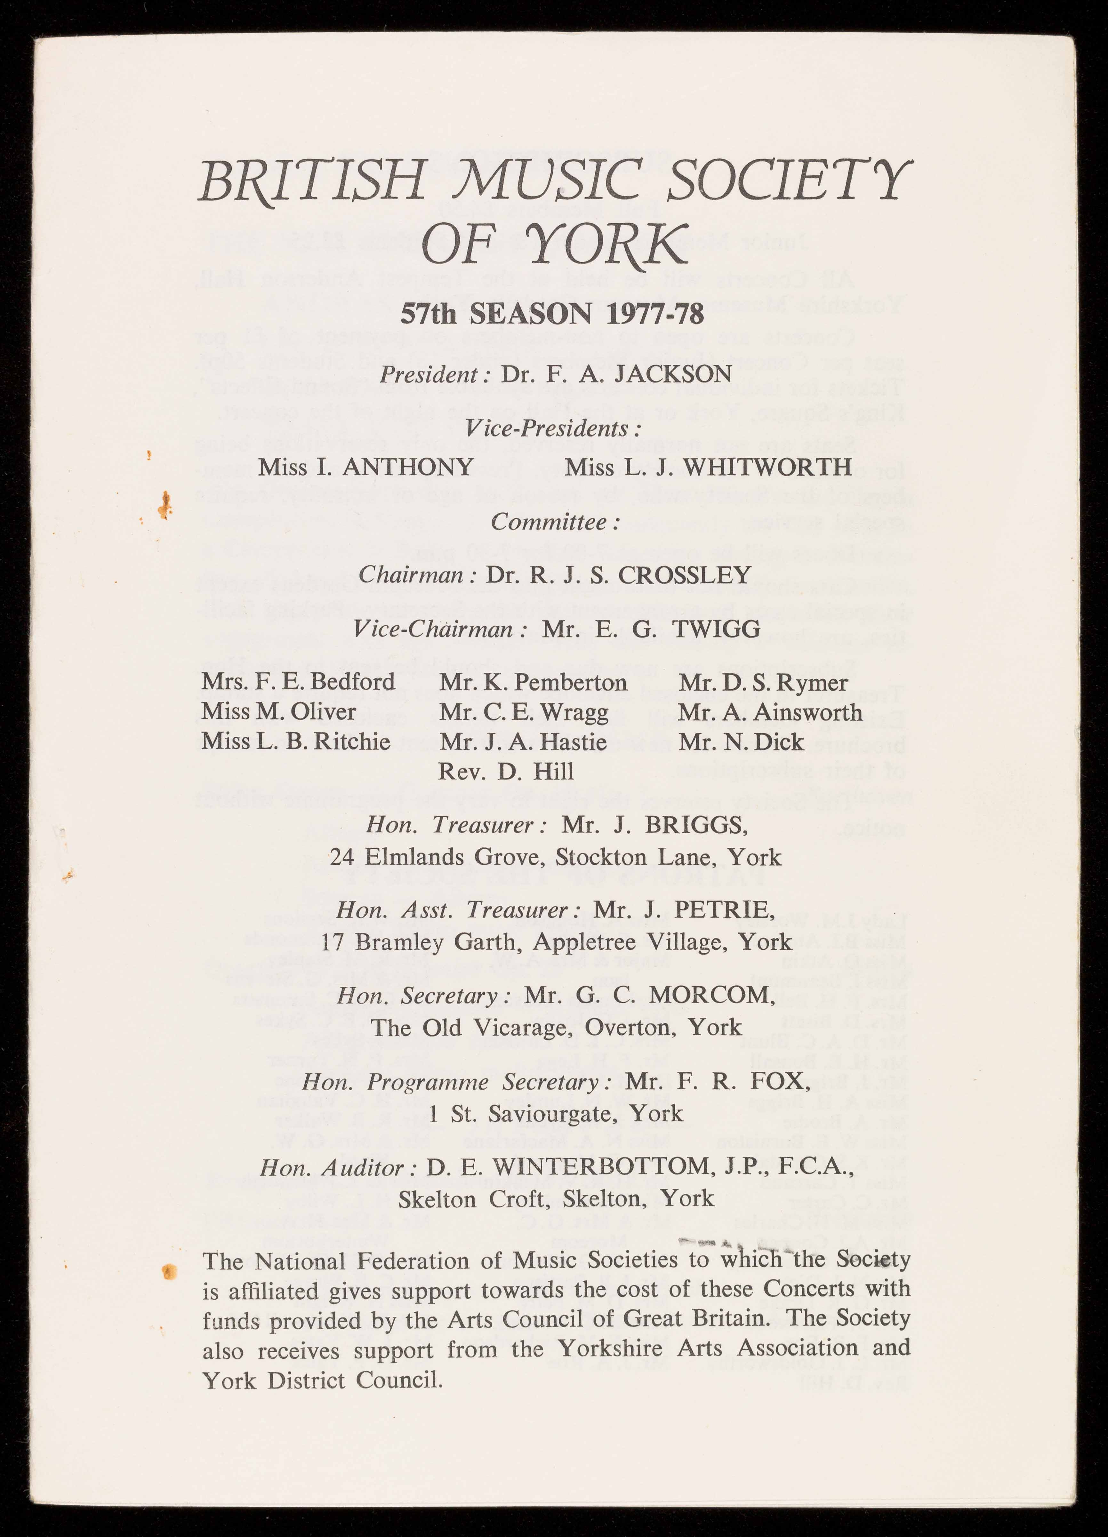 BRITISH MUSIC SOCIETY
OF YORK
57th SEASON 1977-78
President : Dr. F. A. JACKSON
Vice-Presidents :
Miss I. ANTHONY Miss L. J. WHITWORTH
Committee :
Chairman : Dr. R. J. S. CROSSLEY
Vice-Chairman : Mr. E. G. TWIGG
Mrs. F. E. Bedford Mr. K. Pemberton Mr. D. S. Rymer
Miss M. Oliver Mr. C. E. Wragg Mr. A. Ainsworth
Miss L. B. Ritchie Mr. J. A. Hastie Mr. N. Dick
Rev. D. Hill
Hon. Treasurer : Mr. J. BRIGGS,
24 Elmlands Grove, Stockton Lane, York
Hon. Asst. Treasurer : Mr. J. PETRIE,
17 Bramley Garth, Appletree Village, York
Hon. Secretary : Mr. G. C. MORCOM,
The Old Vicarage, Overton, York
Hon. Programme Secretary : Mr. F. R. FOX,
1 St. Saviourgate, York
Hon. Auditor : D. E. WINTERBOTTOM, J.P., F.C.A.,
Skelton Croft, Skelton, York
The National Federation of Music Societies to which the Society
is affiliated gives support towards the cost of these Concerts with
funds provided by the Arts Council of Great Britain. The Society
also receives support from the Yorkshire Arts Association and
York District Council.